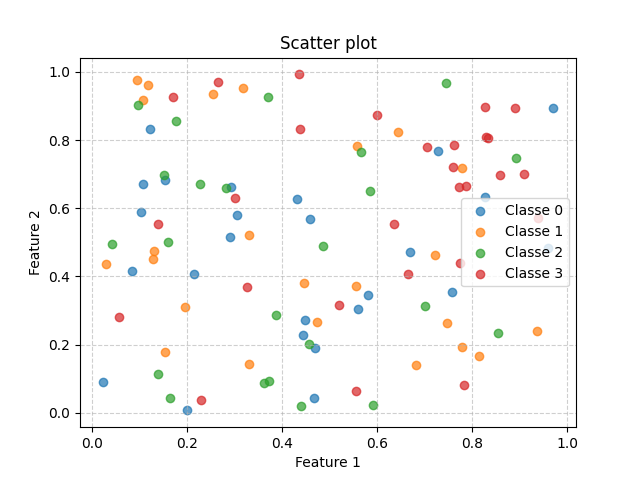 Scatter plot
1.0
0.8
0.6
0.4
0.2
0.0
Feature 2
Classe 0
Classe 1
Classe 2
Classe 3
0.0 0.2 0.4 0.6 0.8 1.0
Feature 1